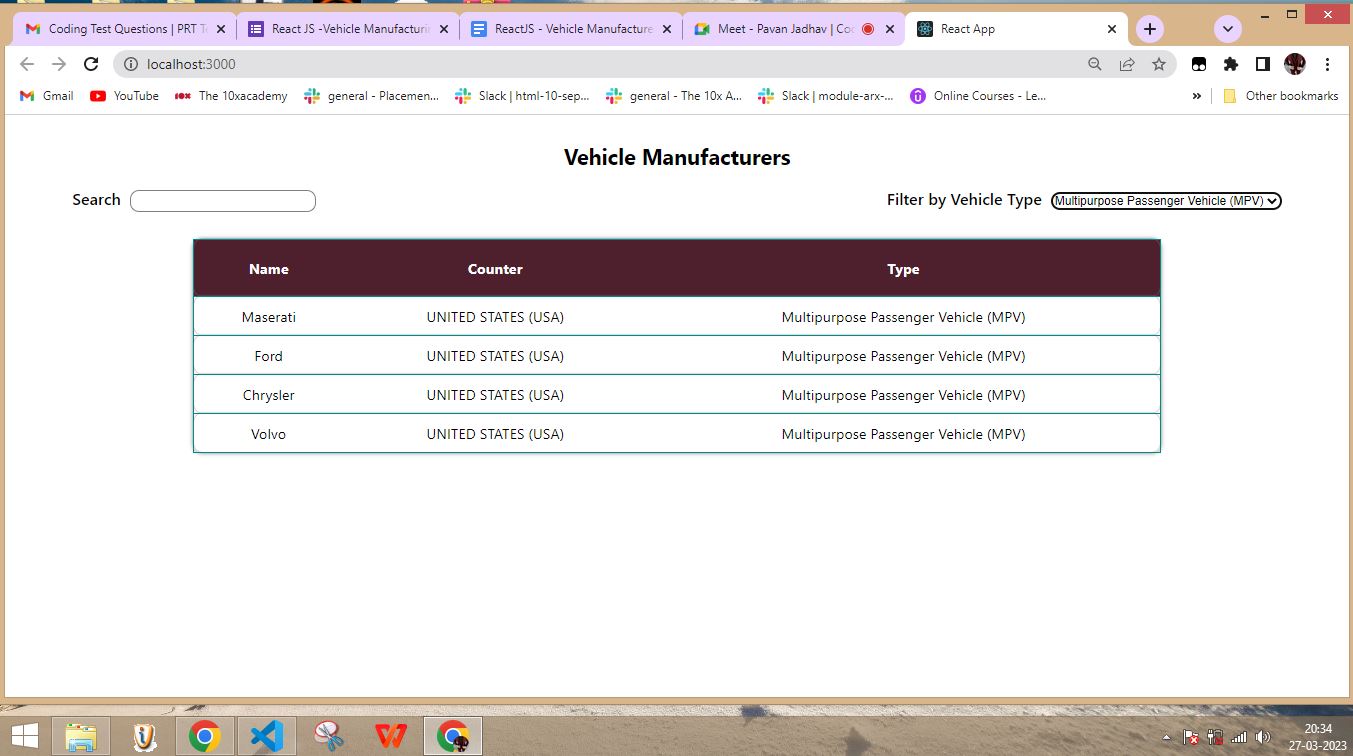 Coding Test Questions | PRT T
React JS -Vehicle Manufacturin
ReactJS - Vehicle Manufacture
Meet - Pavan Jadhav | Coc
React App
localhost:3000
Gmail
YouTube
The 10xacademy
general - Placemen...
Slack | html-10-sep...
general - The 10x A...
Slack | module-arx-...
Online Courses - Le...
»
Other bookmarks
Vehicle Manufacturers
Search
Filter by Vehicle Type Multipurpose Passenger Vehicle (MPV)
Name Counter Type
Maserati UNITED STATES (USA) Multipurpose Passenger Vehicle (MPV)
Ford UNITED STATES (USA) Multipurpose Passenger Vehicle (MPV)
Chrysler UNITED STATES (USA) Multipurpose Passenger Vehicle (MPV)
Volvo UNITED STATES (USA) Multipurpose Passenger Vehicle (MPV)
20:34
27-03-2023